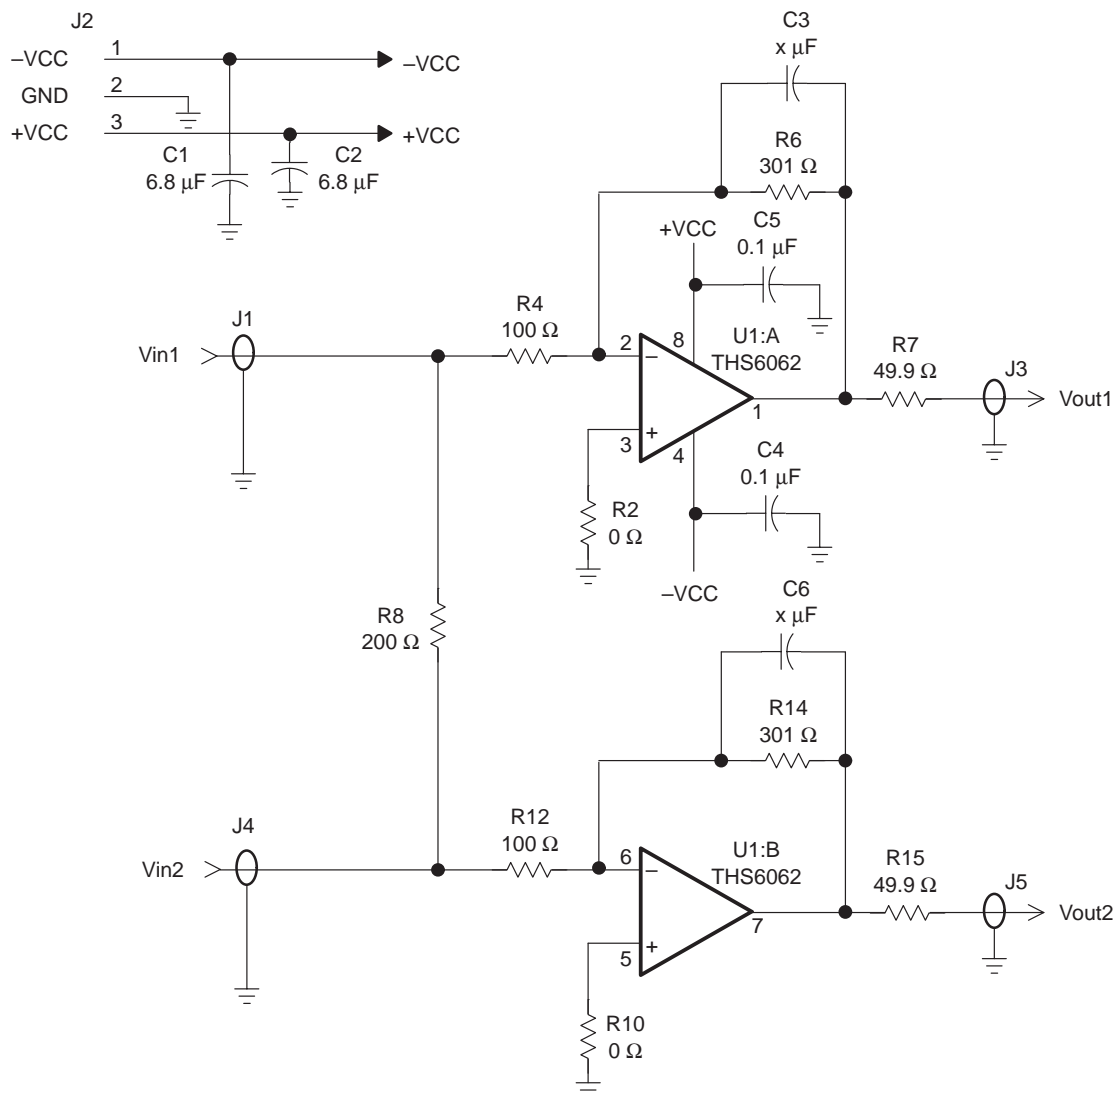 J2
–VCC 1 –VCC
GND 2
+VCC 3 +VCC
C1
6.8 µF
C2
6.8 µF
C3
x µF
R6
301 Ω
C5
0.1 µF
+VCC
Vin1
J1
R4
100 Ω
2
–
8
U1:A
THS6062
3
+
4
1
R7
49.9 Ω
J3
Vout1
C4
0.1 µF
R2
0 Ω
–VCC
R8
200 Ω
C6
x µF
R14
301 Ω
Vin2
J4
R12
100 Ω
6
–
U1:B
THS6062
5
+
7
R15
49.9 Ω
J5
Vout2
R10
0 Ω